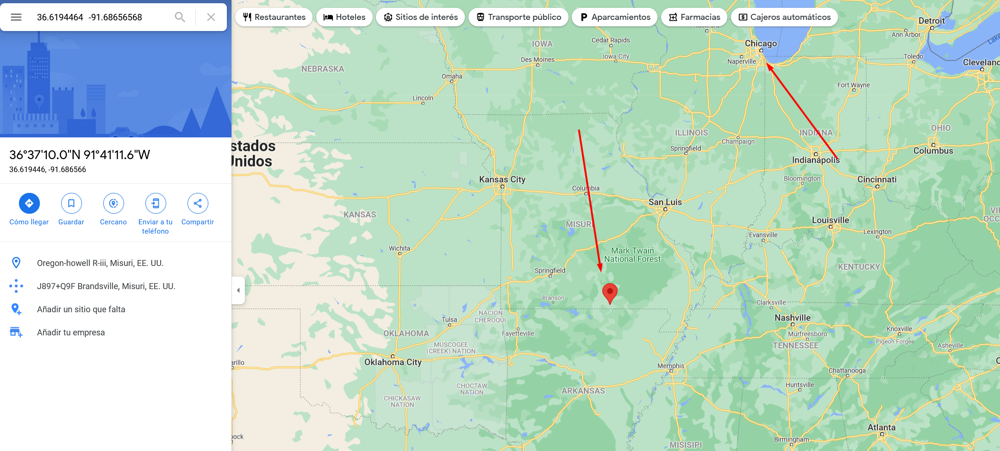 36.6194464 -91.68656568
Restaurantes
Hoteles
Sitios de interés
Transporte público
Aparcamientos
Farmacias
Cajeros automáticos
36°37'10.0"N 91°41'11.6"W
36.619446, -91.686566
Cómo llegar
Guardar
Cercano
Enviar a tu
teléfono
Compartir
Oregon-howell R-iii, Misuri, EE. UU.
J897+Q9F Brandsville, Misuri, EE. UU.
Añadir un sitio que falta
Añadir tu empresa
Detroit
Ann Arbor
Lake
Chicago
Naperville
Toledo
Cleveland
IOWA
Cedar Rapids
Iowa City
Des Moines
NEBRASKA
Omaha
Lincoln
Fort Wayne
stados
Unidos
ILLINOIS
INDIANA
OHIO
Champaign
Springfield
Indianápolis
Columbus
Bloomington
Cincinnati
Kansas City
Columbia
San Luis
KANSAS
MISURI
Louisville
Lexington
Evansville
VI
OCC
Wichita
Mark Twain
National Forest
Springfield
KENTUCKY
Branson
Clarksville
NACIÓN
CHEROQUI
Tulsa
Nashville
Murfreesboro
Knoxville
Pigeon Forge
OKLAHOMA
Fayetteville
TENNESSEE
Asheville
MUSCOGEE
(CREEK) NATION
arillo
Oklahoma City
Memphis
Chattanooga
CHOCTAW
NATION
ARKANSAS
Huntsville
CHICKASAW
NATION
Atlanta
ock
Birmingham
MISISIPI